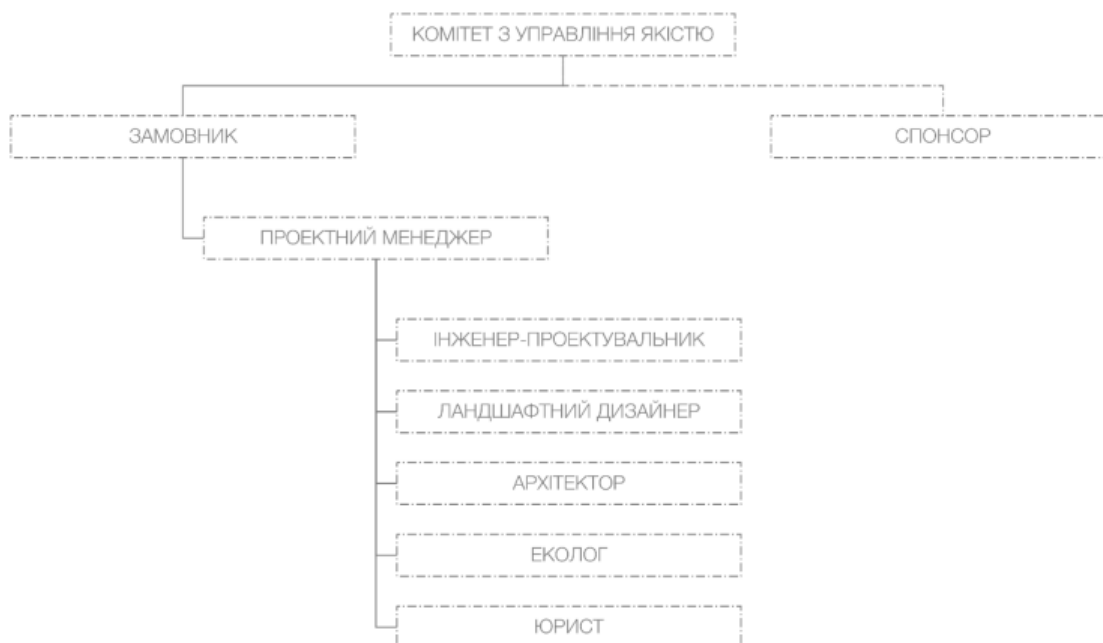 КОМІТЕТ З УПРАВЛІННЯ ЯКІСТЮ
ЗАМОВНИК
СПОНСОР
ПРОЕКТНИЙ МЕНЕДЖЕР
ІНЖЕНЕР-ПРОЕКТУВАЛЬНИК
ЛАНДШАФТНИЙ ДИЗАЙНЕР
АРХІТЕКТОР
ЕКОЛОГ
ЮРИСТ